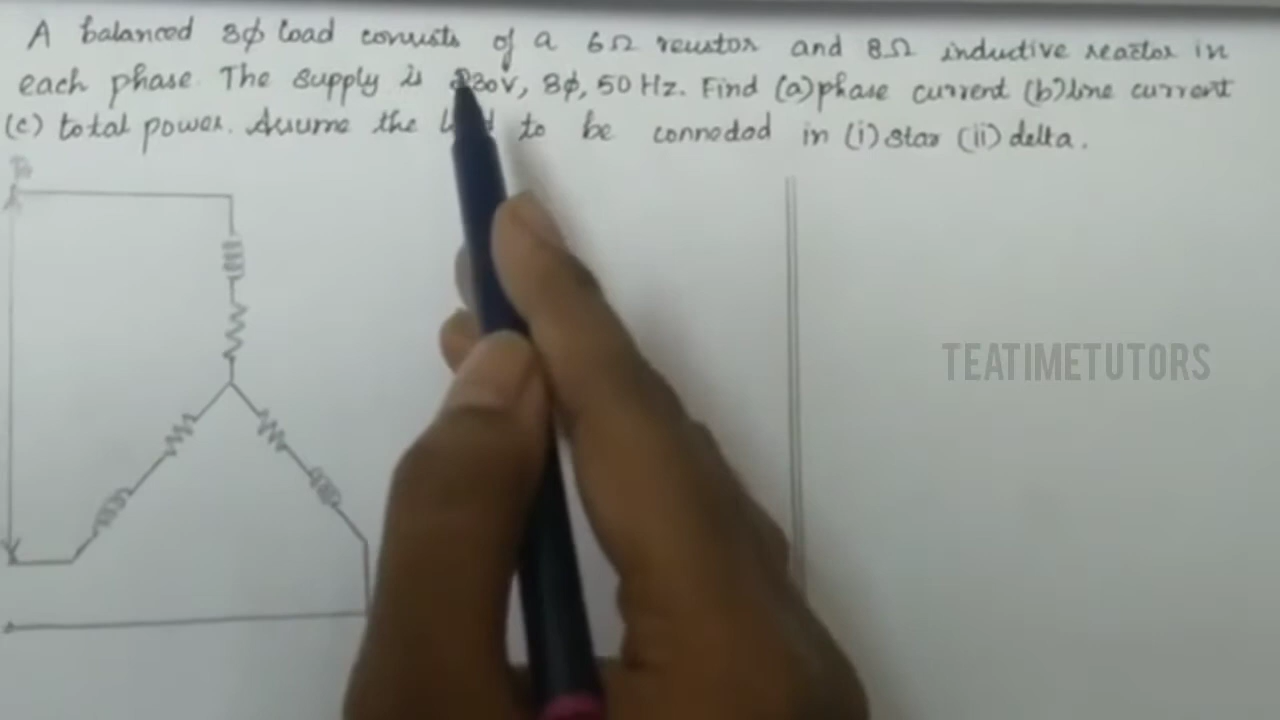 A balanced 3ϕ load consists of a 6Ω resistor and 8Ω inductive reactor in
each phase. The supply is 230V, 3ϕ, 50 Hz. Find (a) phase current (b) line current
(c) total power. Assume the to be connected in (i) star (ii) delta.
TEATIMETUTORS